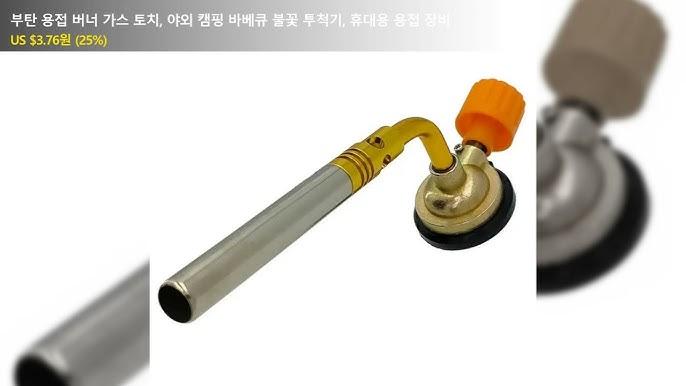 부탄 용접 버너 가스 토치, 야외 캠핑 바베큐 불꽃 투척기, 휴대용 용접 장비
US $3.76원 (25%)